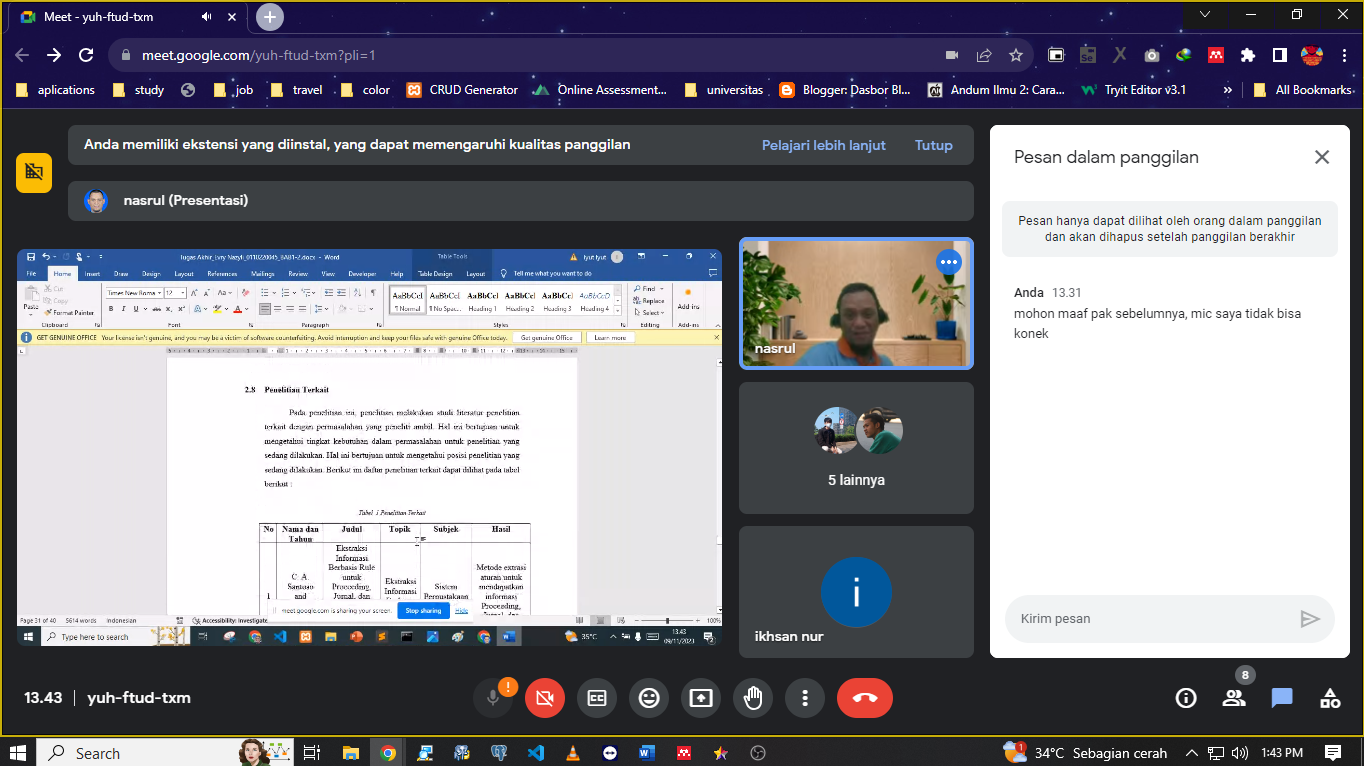 Meet - yuh-ftud-txm
meet.google.com/yuh-ftud-txm?pli=1
aplications study job travel color CRUD Generator Online Assessment... universitas Blogger: Dasbor Bl... Andum Ilmu 2: Cara... Tryit Editor v3.1 » All Bookmarks
Anda memiliki ekstensi yang diinstal, yang dapat memengaruhi kualitas panggilan
Pelajari lebih lanjut Tutup
nasrul (Presentasi)
Tugas Akhir_Evry Nazyli_0110220045_BAB1-2.docx - Word
Table Tools
Iyut Iyut
File Home Insert Draw Design Layout References Mailings Review View Developer Help Table Design Layout Tell me what you want to do
Paste
Cut
Copy
Format Painter
Times New Roma 12
AaBbCcI AaBbCcI AaBbCcI AaBbCcI AaBbCcI AaBbCcD
¶ Normal ¶ No Spac... Heading 1 Heading 2 Heading 3 Heading 4
Find
Replace
Select
Add-ins
Clipboard Font Paragraph Styles Editing Add-ins
GET GENUINE OFFICE Your license isn't genuine, and you may be a victim of software counterfeiting. Avoid interruption and keep your files safe with genuine Office today. Get genuine Office Learn more
2.8 Penelitian Terkait
Pada penelitian ini, penelitian melakukan studi literatur penelitian
terkait dengan permasalahan yang peneliti ambil. Hal ini bertujuan untuk
mengetahui tingkat kebutuhan dalam permasalahan untuk penelitian yang
sedang dilakukan. Hal ini bertujuan untuk mengetahui posisi penelitian yang
sedang dilakukan. Berikut ini daftar penelitian terkait dapat dilihat pada tabel
berikut :
Tabel 1 Penelitian Terkait
No Nama dan Tahun Judul Topik Subjek Hasil
1
C. A.
Santoso
and
Ekstraksi
Informasi
Berbasis Rule
untuk
Proceeding,
Jurnal, dan
Ekstraksi
Informasi
Sistem
Perpustakaan
Metode extrasi
aturan untuk
mendapatkan
informasi
Proceeding,
Jurnal, dan
meet.google.com is sharing your screen. Stop sharing Hide
Page 31 of 40 5614 words Indonesian Accessibility: Investigate 100%
Type here to search
35°C
13.43
09/11/2023
nasrul
5 lainnya
i
ikhsan nur
Pesan dalam panggilan
Pesan hanya dapat dilihat oleh orang dalam panggilan
dan akan dihapus setelah panggilan berakhir
Anda 13.31
mohon maaf pak sebelumnya, mic saya tidak bisa
konek
Kirim pesan
13.43 | yuh-ftud-txm
8
Search
1
34°C Sebagian cerah
1:43 PM